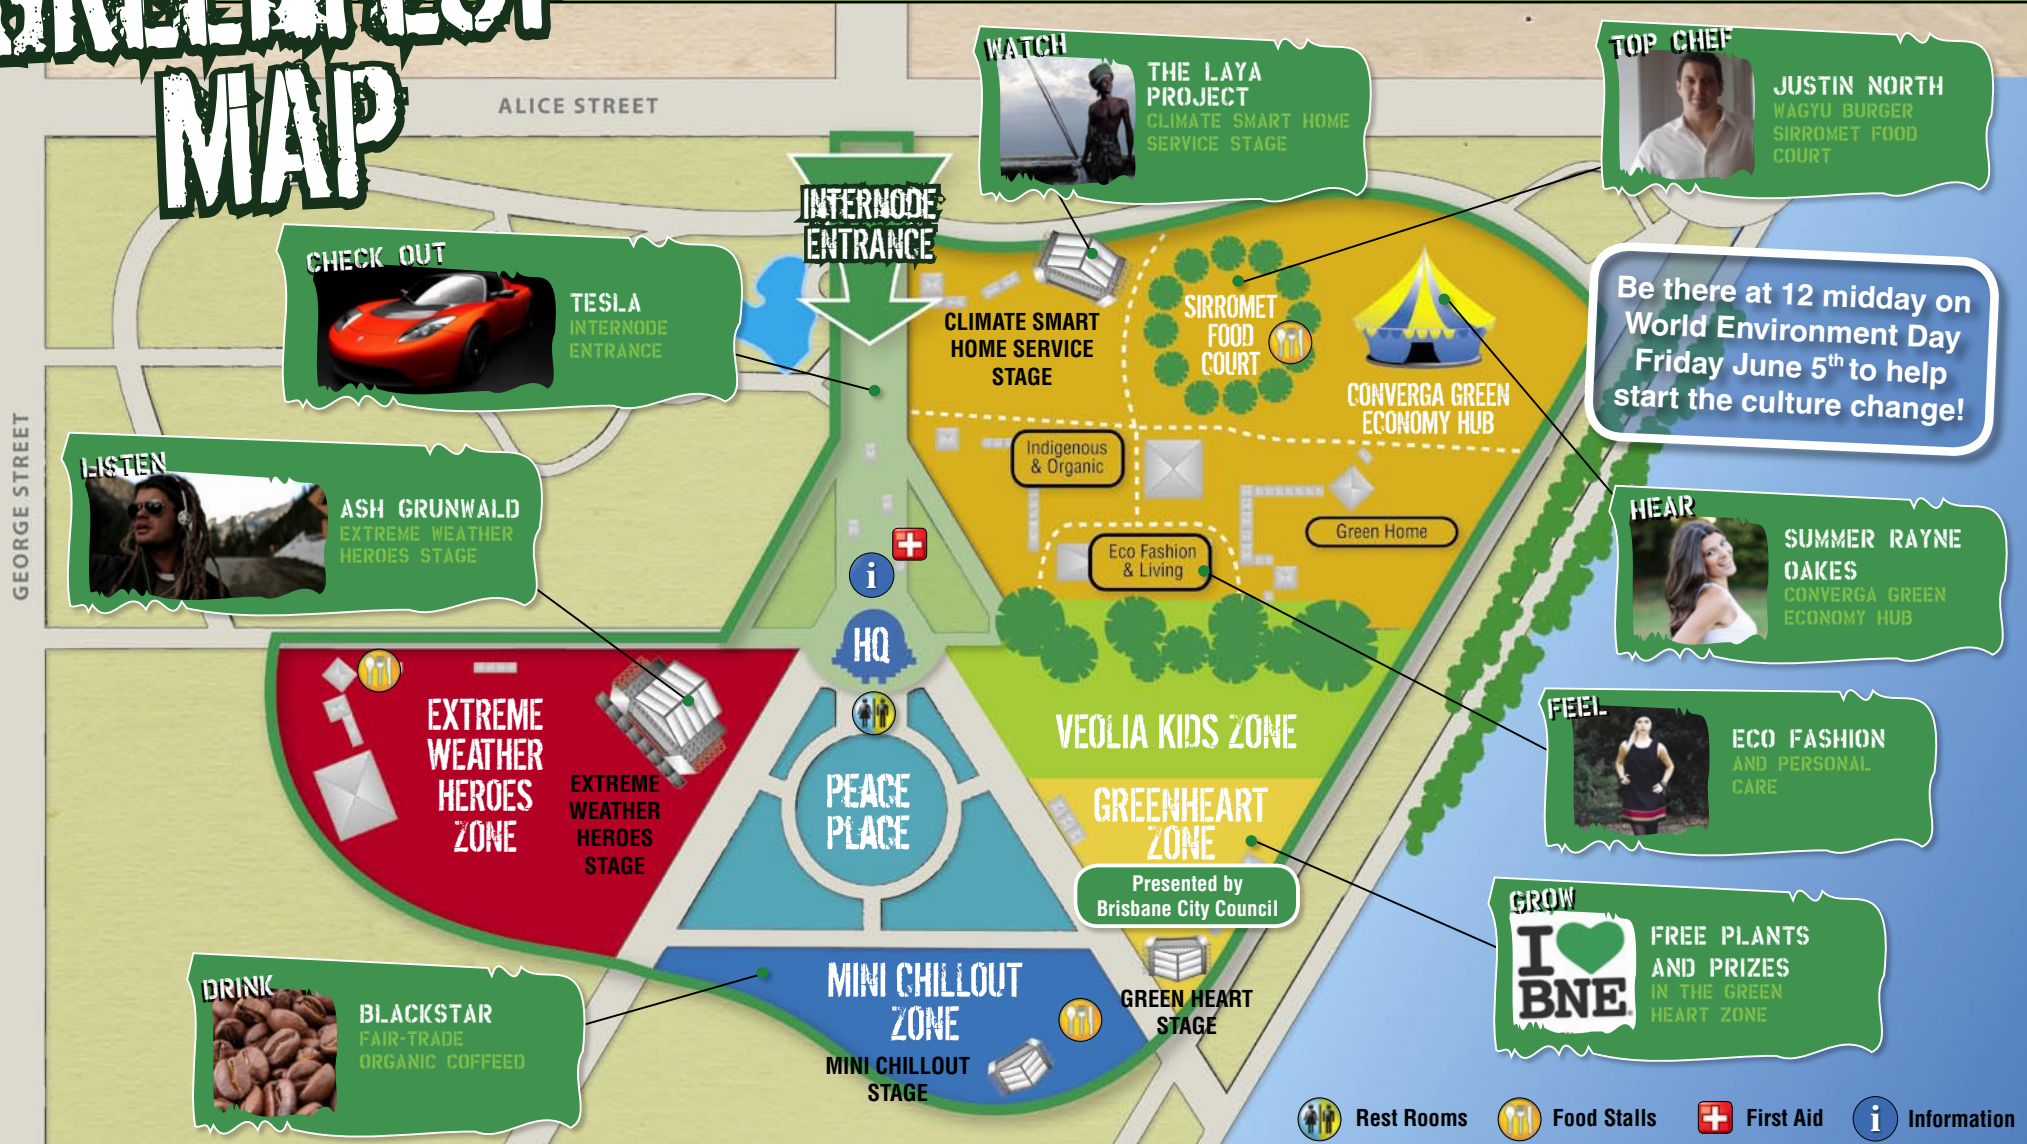 GREENFEST
MAP
ALICE STREET
GEORGE STREET
INTERNODE
ENTRANCE
WATCH
THE LAYA
PROJECT
CLIMATE SMART HOME
SERVICE STAGE
TOP CHEF
JUSTIN NORTH
WAGYU BURGER
SIRROMET FOOD
COURT
CHECK OUT
TESLA
INTERNODE
ENTRANCE
CLIMATE SMART
HOME SERVICE
STAGE
SIRROMET
FOOD
COURT
CONVERGA GREEN
ECONOMY HUB
Be there at 12 midday on
World Environment Day
Friday June 5th to help
start the culture change!
LISTEN
ASH GRUNWALD
EXTREME WEATHER
HEROES STAGE
Indigenous
& Organic
Green Home
Eco Fashion
& Living
HEAR
SUMMER RAYNE
OAKES
CONVERGA GREEN
ECONOMY HUB
i
HQ
EXTREME
WEATHER
HEROES
ZONE
EXTREME
WEATHER
HEROES
STAGE
PEACE
PLACE
VEOLIA KIDS ZONE
GREENHEART
ZONE
Presented by
Brisbane City Council
FEEL
ECO FASHION
AND PERSONAL
CARE
GROW
I
BNE
FREE PLANTS
AND PRIZES
IN THE GREEN
HEART ZONE
GREEN HEART
STAGE
MINI CHILLOUT
ZONE
MINI CHILLOUT
STAGE
DRINK
BLACKSTAR
FAIR-TRADE
ORGANIC COFFEED
Rest Rooms
Food Stalls
First Aid
i Information